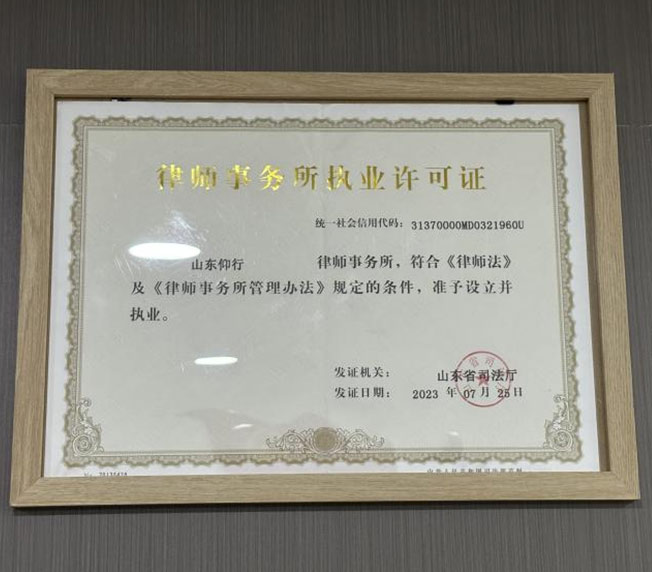 律师事务所执业许可证
统一社会信用代码：31370000MD0321960U
山东仰行 律师事务所，符合《律师法》
及《律师事务所管理办法》规定的条件，准予设立并
执业。
发证机关： 山东省司法厅
发证日期： 2023 年 07 月 25 日